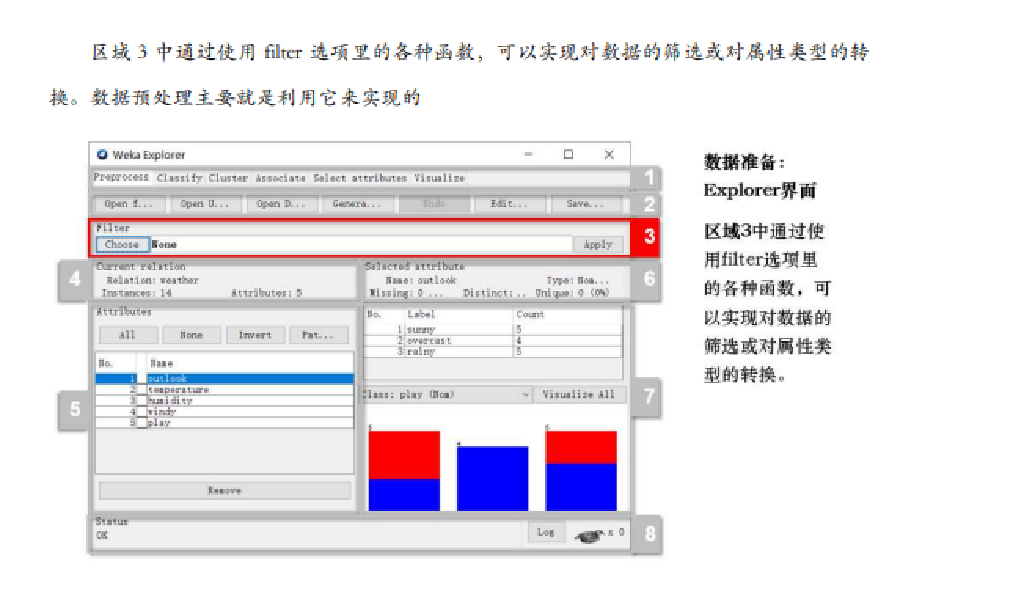 区域 3 中通过使用 filter 选项里的各种函数，可以实现对数据的筛选或对属性类型的转
换。数据预处理主要就是利用它来实现的
Weka Explorer
Preprocess Classify Cluster Associate Select attributes Visualize
1
Open f... Open U... Open D... Genera... Undo Edit... Save...
2
Filter
Choose None Apply
3
4
Current relation
Relation: weather
Instances: 14 Attributes: 5
Selected attribute
Name: outlook Type: Nom...
Missing: 0 ... Distinct: .. Unique: 0 (0%)
6
Attributes
All None Invert Pat...
No. Name
1 outlook
2 temperature
3 humidity
4 windy
5 play
Remove
5
No. Label Count
1 sunny 5
2 overcast 4
3 rainy 5
Class: play (Nom) Visualize All
7
5 4 5
Status
OK
Log x 0
8
数据准备：
Explorer界面
区域3中通过使
用filter选项里
的各种函数，可
以实现对数据的
筛选或对属性类
型的转换。